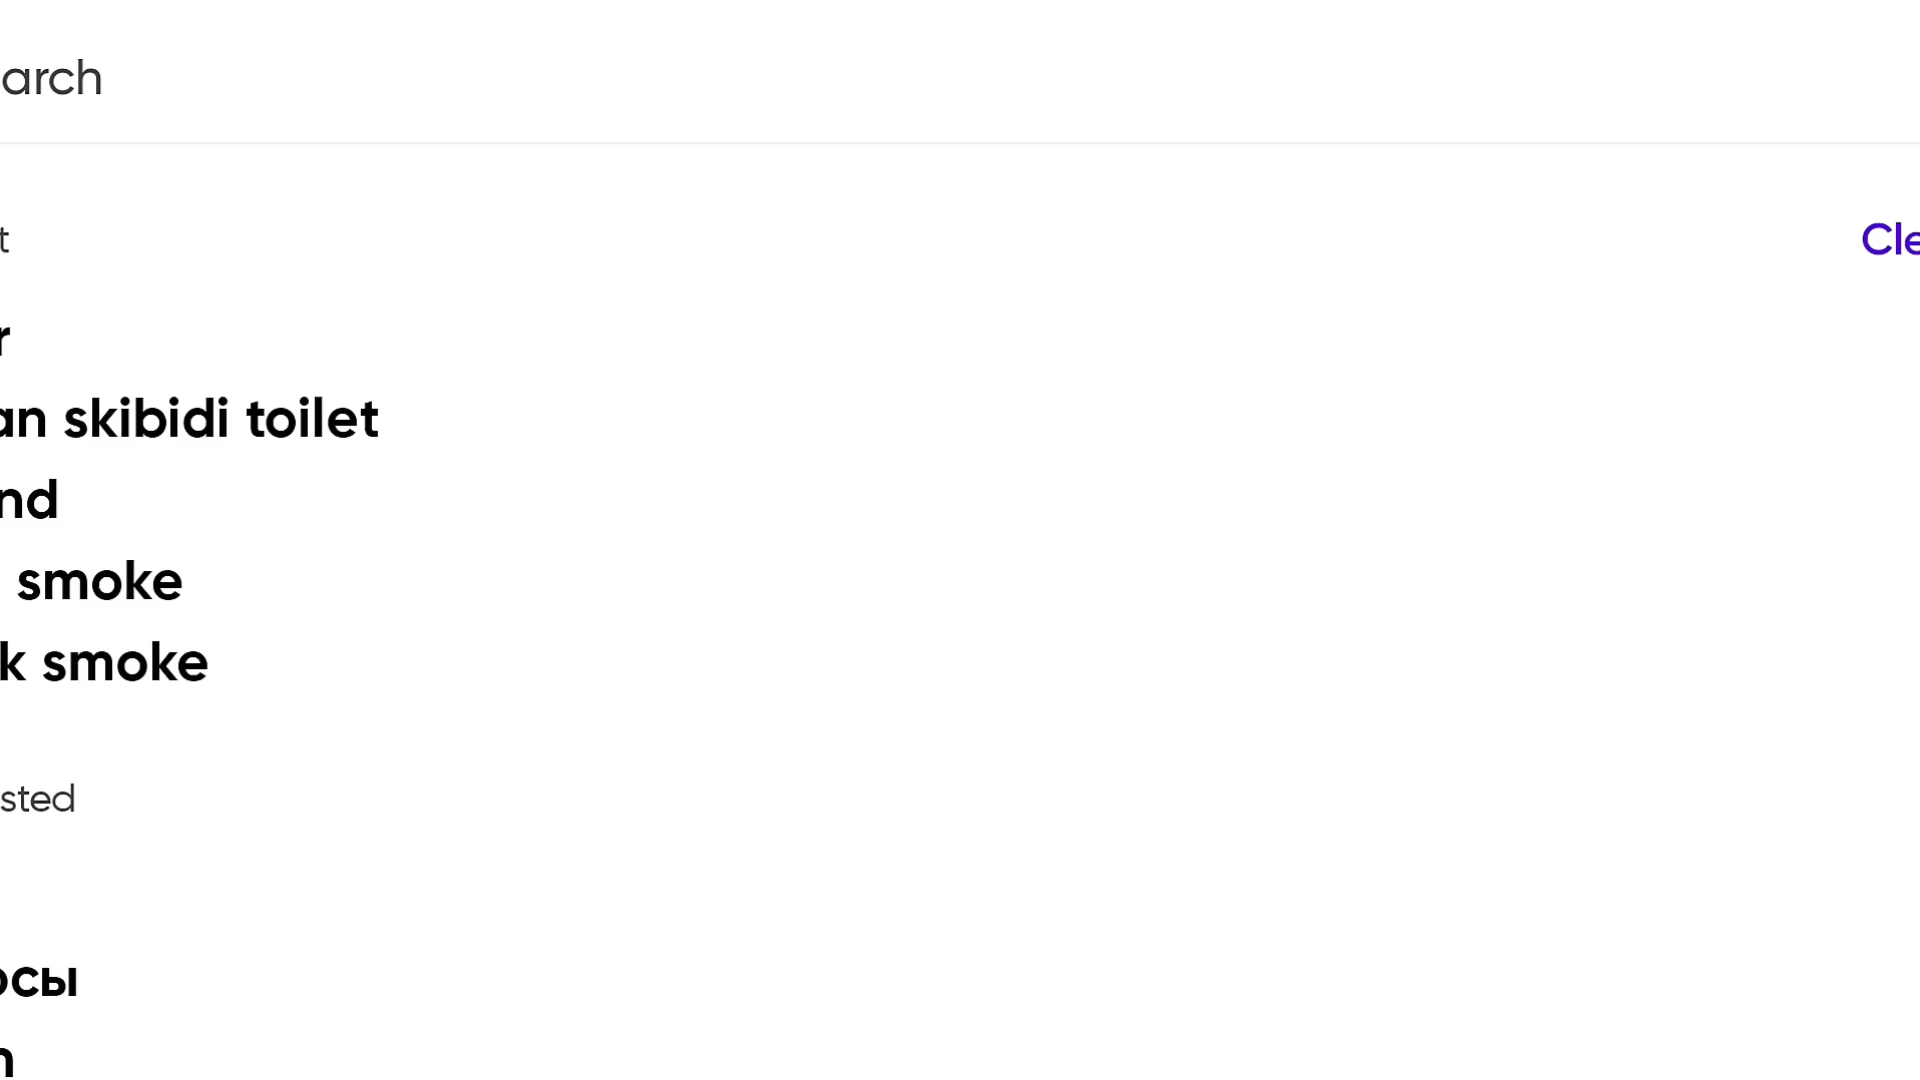 arch
t
Cle
r
an skibidi toilet
nd
smoke
k smoke
sted
осы
n